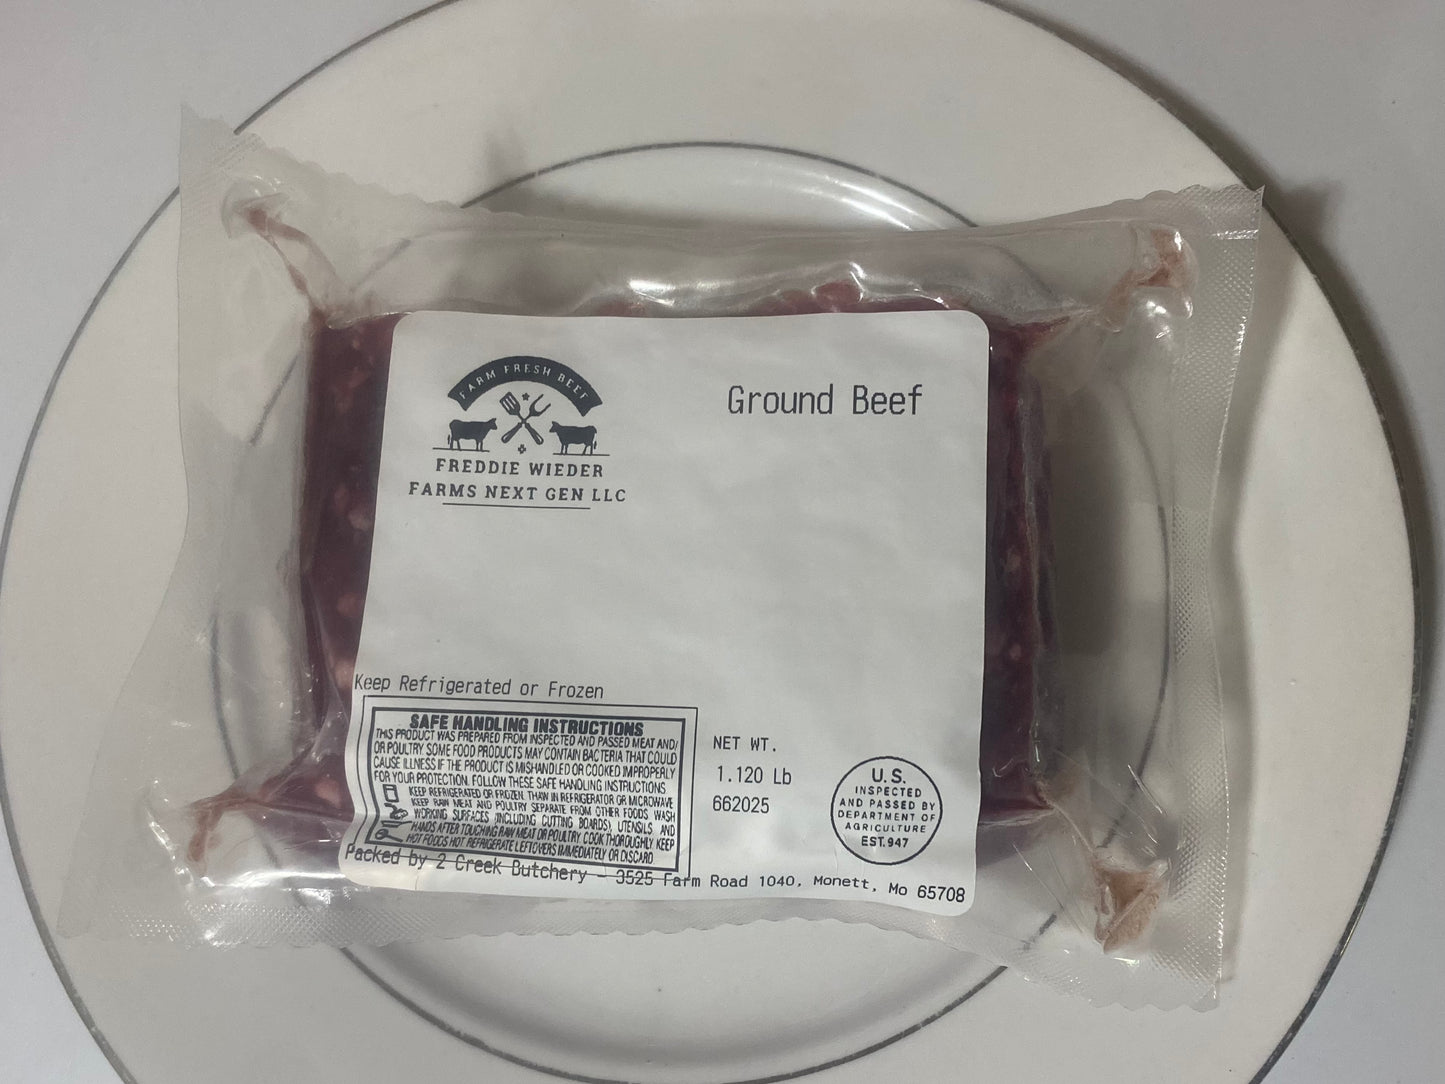 FARM FRESH BEEF
FREDDIE WIEDER
FARMS NEXT GEN LLC
Ground Beef
Keep Refrigerated or Frozen
SAFE HANDLING INSTRUCTIONS
THIS PRODUCT WAS PREPARED FROM INSPECTED AND PASSED MEAT AND/
OR POULTRY. SOME FOOD PRODUCTS MAY CONTAIN BACTERIA THAT COULD
CAUSE ILLNESS IF THE PRODUCT IS MISHANDLED OR COOKED IMPROPERLY
FOR YOUR PROTECTION, FOLLOW THESE SAFE HANDLING INSTRUCTIONS
KEEP REFRIGERATED OR FROZEN. THAW IN REFRIGERATOR OR MICROWAVE
KEEP RAW MEAT AND POULTRY SEPARATE FROM OTHER FOODS. WASH
WORKING SURFACES (INCLUDING CUTTING BOARDS), UTENSILS, AND
HANDS AFTER TOUCHING RAW MEAT OR POULTRY. COOK THOROUGHLY KEEP
HOT FOODS HOT. REFRIGERATE LEFTOVERS IMMEDIATELY OR DISCARD
NET WT.
1.120 Lb
662025
U.S.
INSPECTED
AND PASSED BY
DEPARTMENT OF
AGRICULTURE
EST.947
Packed by 2 Creek Butchery - 3525 Farm Road 1040, Monett, Mo 65708